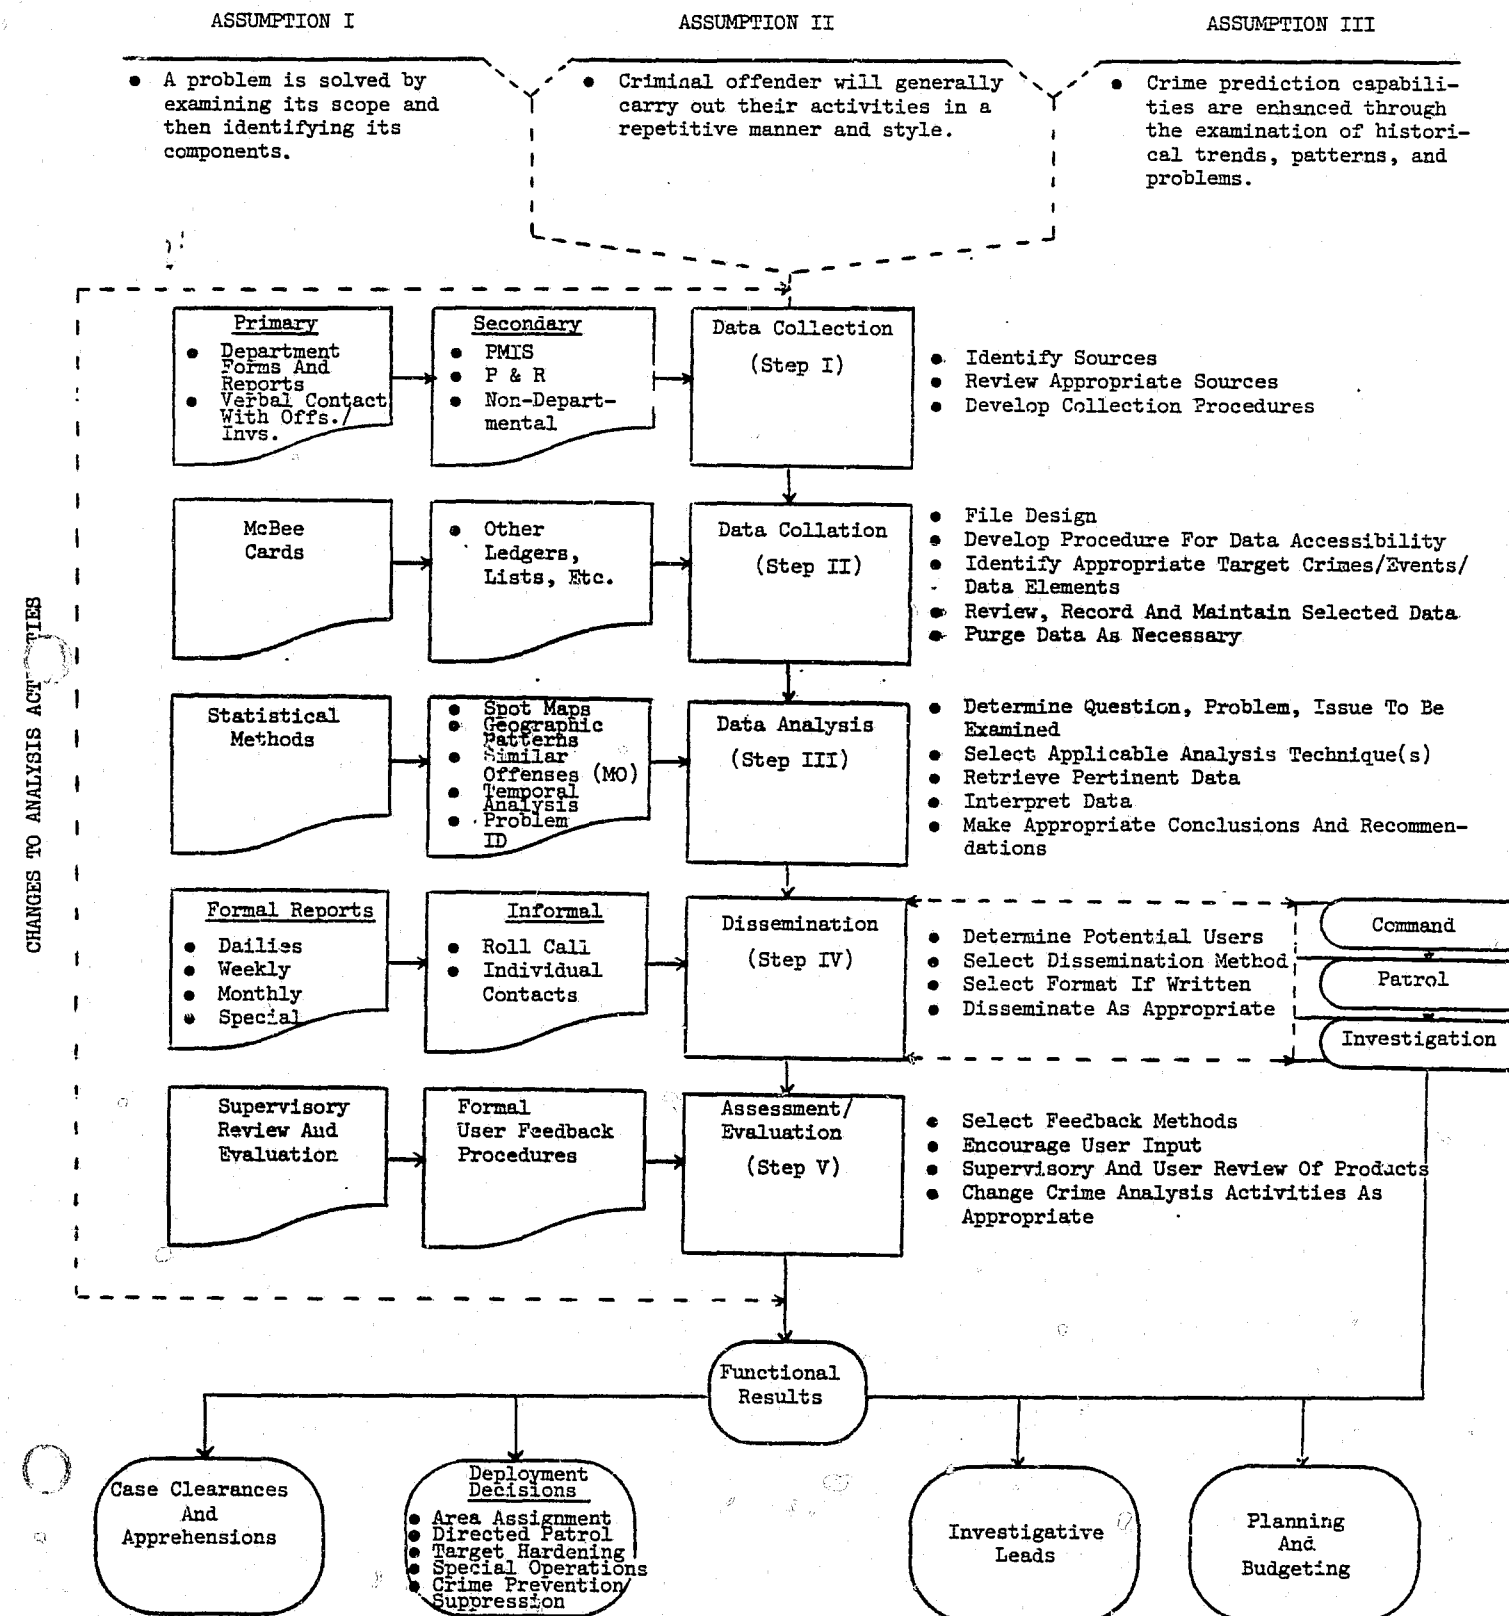 ASSUMPTION I
ASSUMPTION II
ASSUMPTION III
● A problem is solved by
examining its scope and
then identifying its
components.
● Criminal offender will generally
carry out their activities in a
repetitive manner and style.
● Crime prediction capabili-
ties are enhanced through
the examination of histori-
cal trends, patterns, and
problems.
CHANGES TO ANALYSIS ACTIVITIES
Primary
● Department
Forms And
Reports
● Verbal Contact
With Offs./
Invs.
Secondary
● PMIS
● P & R
● Non-Depart-
mental
Data Collection
(Step I)
● Identify Sources
● Review Appropriate Sources
● Develop Collection Procedures
McBee
Cards
● Other
Ledgers,
Lists, Etc.
Data Collation
(Step II)
● File Design
● Develop Procedure For Data Accessibility
● Identify Appropriate Target Crimes/Events/
Data Elements
● Review, Record And Maintain Selected Data
● Purge Data As Necessary
Statistical
Methods
● Spot Maps
● Geographic
Patterns
● Similar
Offenses (MO)
● Temporal
Analysis
● Problem
ID
Data Analysis
(Step III)
● Determine Question, Problem, Issue To Be
Examined
● Select Applicable Analysis Technique(s)
● Retrieve Pertinent Data
● Interpret Data
● Make Appropriate Conclusions And Recommen-
dations
Formal Reports
● Dailies
● Weekly
● Monthly
● Special
Informal
● Roll Call
● Individual
Contacts
Dissemination
(Step IV)
● Determine Potential Users
● Select Dissemination Method
● Select Format If Written
● Disseminate As Appropriate
Command
Patrol
Investigation
Supervisory
Review And
Evaluation
Formal
User Feedback
Procedures
Assessment/
Evaluation
(Step V)
● Select Feedback Methods
● Encourage User Input
● Supervisory And User Review Of Products
● Change Crime Analysis Activities As
Appropriate
Functional
Results
Case Clearances
And
Apprehensions
Deployment
Decisions
● Area Assignment
● Directed Patrol
● Target Hardening
● Special Operations
● Crime Prevention/
Suppression
Investigative
Leads
Planning
And
Budgeting